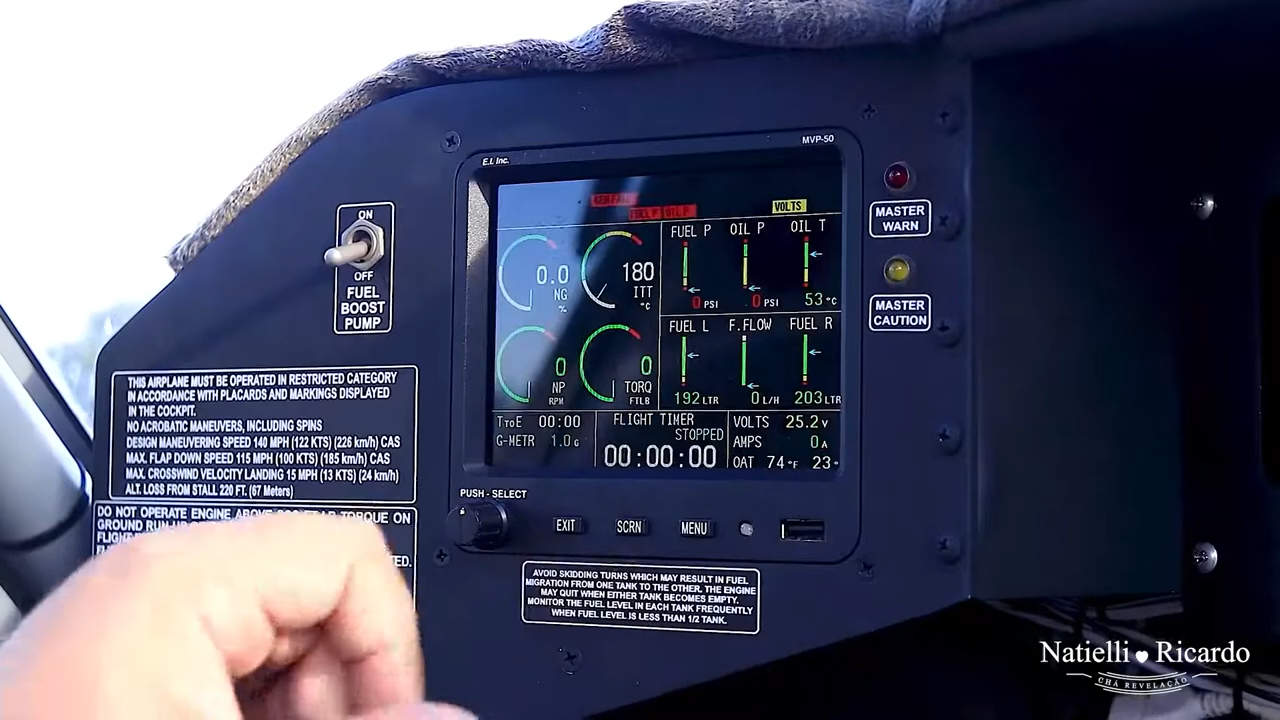 MVP-50
E.I. Inc.
ON
OFF
FUEL
BOOST
PUMP
MASTER
WARN
MASTER
CAUTION
VOLTS
FUEL P OIL P
FUEL P OIL P OIL T
0.0 NG %
180 ITT °C
0 PSI 0 PSI 53 °C
FUEL L F.FLOW FUEL R
0 NP RPM
0 TORQ FTLB
192 LTR 0 L/H 203 LTR
TTOE 00:00
G-METR 1.0 G
FLIGHT TIMER
STOPPED
00:00:00
VOLTS 25.2 V
AMPS 0 A
OAT 74 °F 23°
THIS AIRPLANE MUST BE OPERATED IN RESTRICTED CATEGORY
IN ACCORDANCE WITH PLACARDS AND MARKINGS DISPLAYED
IN THE COCKPIT.
NO ACROBATIC MANEUVERS, INCLUDING SPINS
DESIGN MANEUVERING SPEED 140 MPH (122 KTS) (226 km/h) CAS
MAX. FLAP DOWN SPEED 115 MPH (100 KTS) (185 km/h) CAS
MAX. CROSSWIND VELOCITY LANDING 15 MPH (13 KTS) (24 km/h)
ALT. LOSS FROM STALL 220 FT. (67 Meters)
DO NOT OPERATE ENGINE ABOVE TORQUE ON
GROUND
PUSH - SELECT
EXIT SCRN MENU
AVOID SKIDDING TURNS WHICH MAY RESULT IN FUEL
MIGRATION FROM ONE TANK TO THE OTHER. THE ENGINE
MAY QUIT WHEN EITHER TANK BECOMES EMPTY.
MONITOR THE FUEL LEVEL IN EACH TANK FREQUENTLY
WHEN FUEL LEVEL IS LESS THAN 1/2 TANK.
Natielli Ricardo
CHÁ REVELAÇÃO